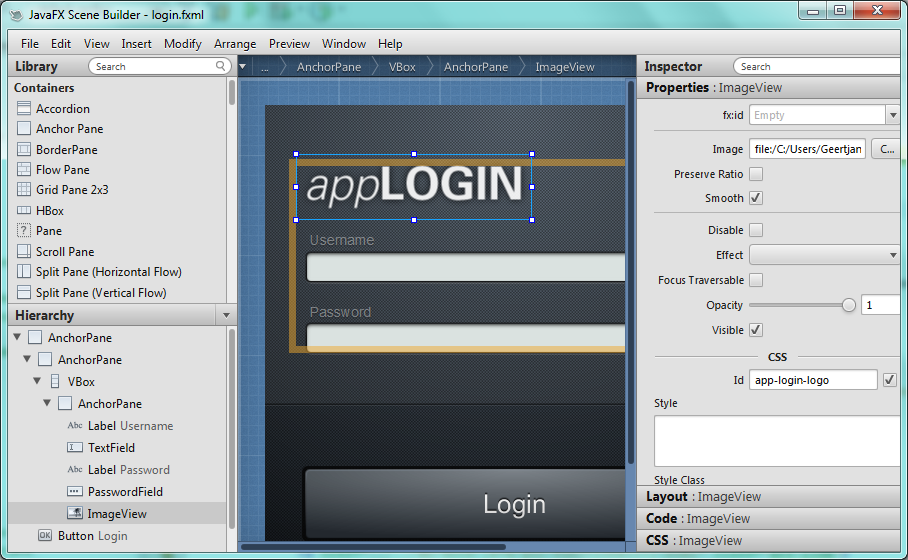 JavaFX Scene Builder - login.fxml
File Edit View Insert Modify Arrange Preview Window Help
Library
Search
Containers
Accordion
Anchor Pane
BorderPane
Flow Pane
Grid Pane 2x3
HBox
? Pane
Scroll Pane
Split Pane (Horizontal Flow)
Split Pane (Vertical Flow)
Hierarchy
AnchorPane
AnchorPane
VBox
AnchorPane
Abc Label Username
TextField
Abc Label Password
PasswordField
ImageView
OK Button Login
... AnchorPane VBox AnchorPane ImageView
appLOGIN
Username
Password
Login
Inspector
Search
Properties : ImageView
fx:id Empty
Image file:/C:/Users/Geertjan C...
Preserve Ratio
Smooth
Disable
Effect
Focus Traversable
Opacity 1
Visible
CSS
Id app-login-logo
Style
Style Class
Layout : ImageView
Code : ImageView
CSS : ImageView